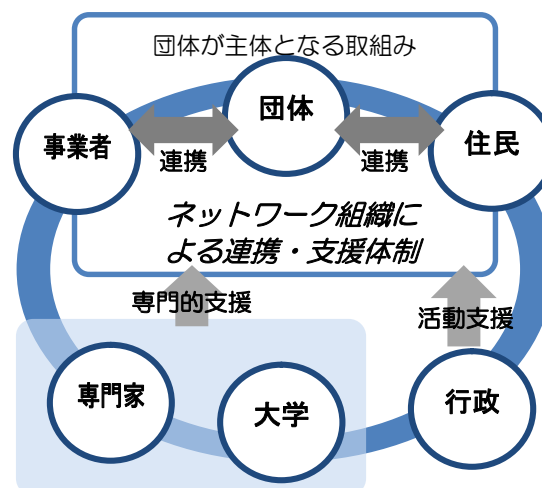 団体が主体となる取組み
団体
事業者
住民
連携
連携
ネットワーク組織に
よる連携・支援体制
専門的支援
活動支援
専門家
大学
行政